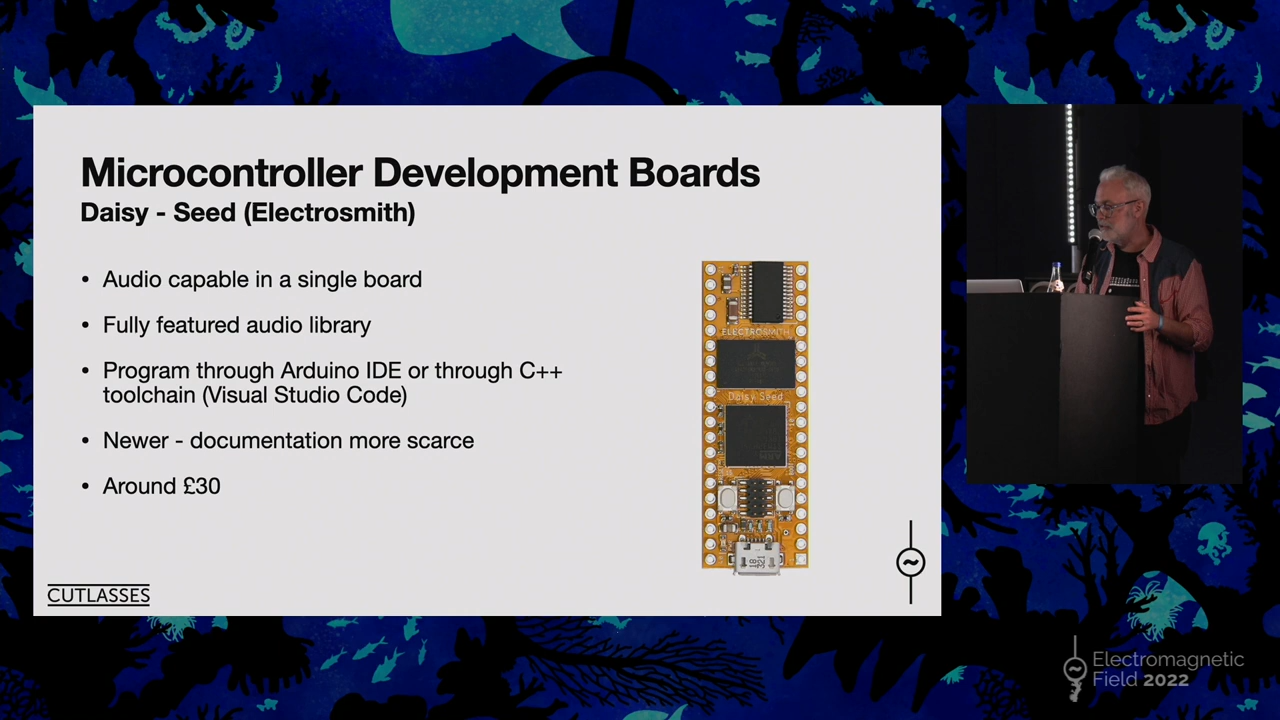 Microcontroller Development Boards
Daisy - Seed (Electrosmith)
• Audio capable in a single board
• Fully featured audio library
• Program through Arduino IDE or through C++
toolchain (Visual Studio Code)
• Newer - documentation more scarce
• Around £30
ELECTROSMITH
Daisy Seed
CUTLASSES
Electromagnetic
Field 2022